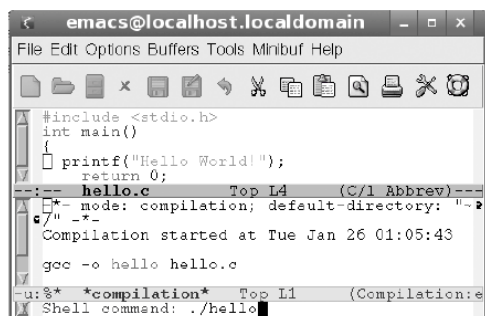 emacs@localhost.localdomain
File Edit Options Buffers Tools Minibuf Help
#include <stdio.h>
int main()
{
printf("Hello World!");
return 0;
--:-- hello.c Top L4 (C/l Abbrev)---
-*- mode: compilation; default-directory: "~
c/" -*-
Compilation started at Tue Jan 26 01:05:43
gcc -o hello hello.c
-u:%* *compilation* Top L1 (Compilation:e
Shell command: ./hello